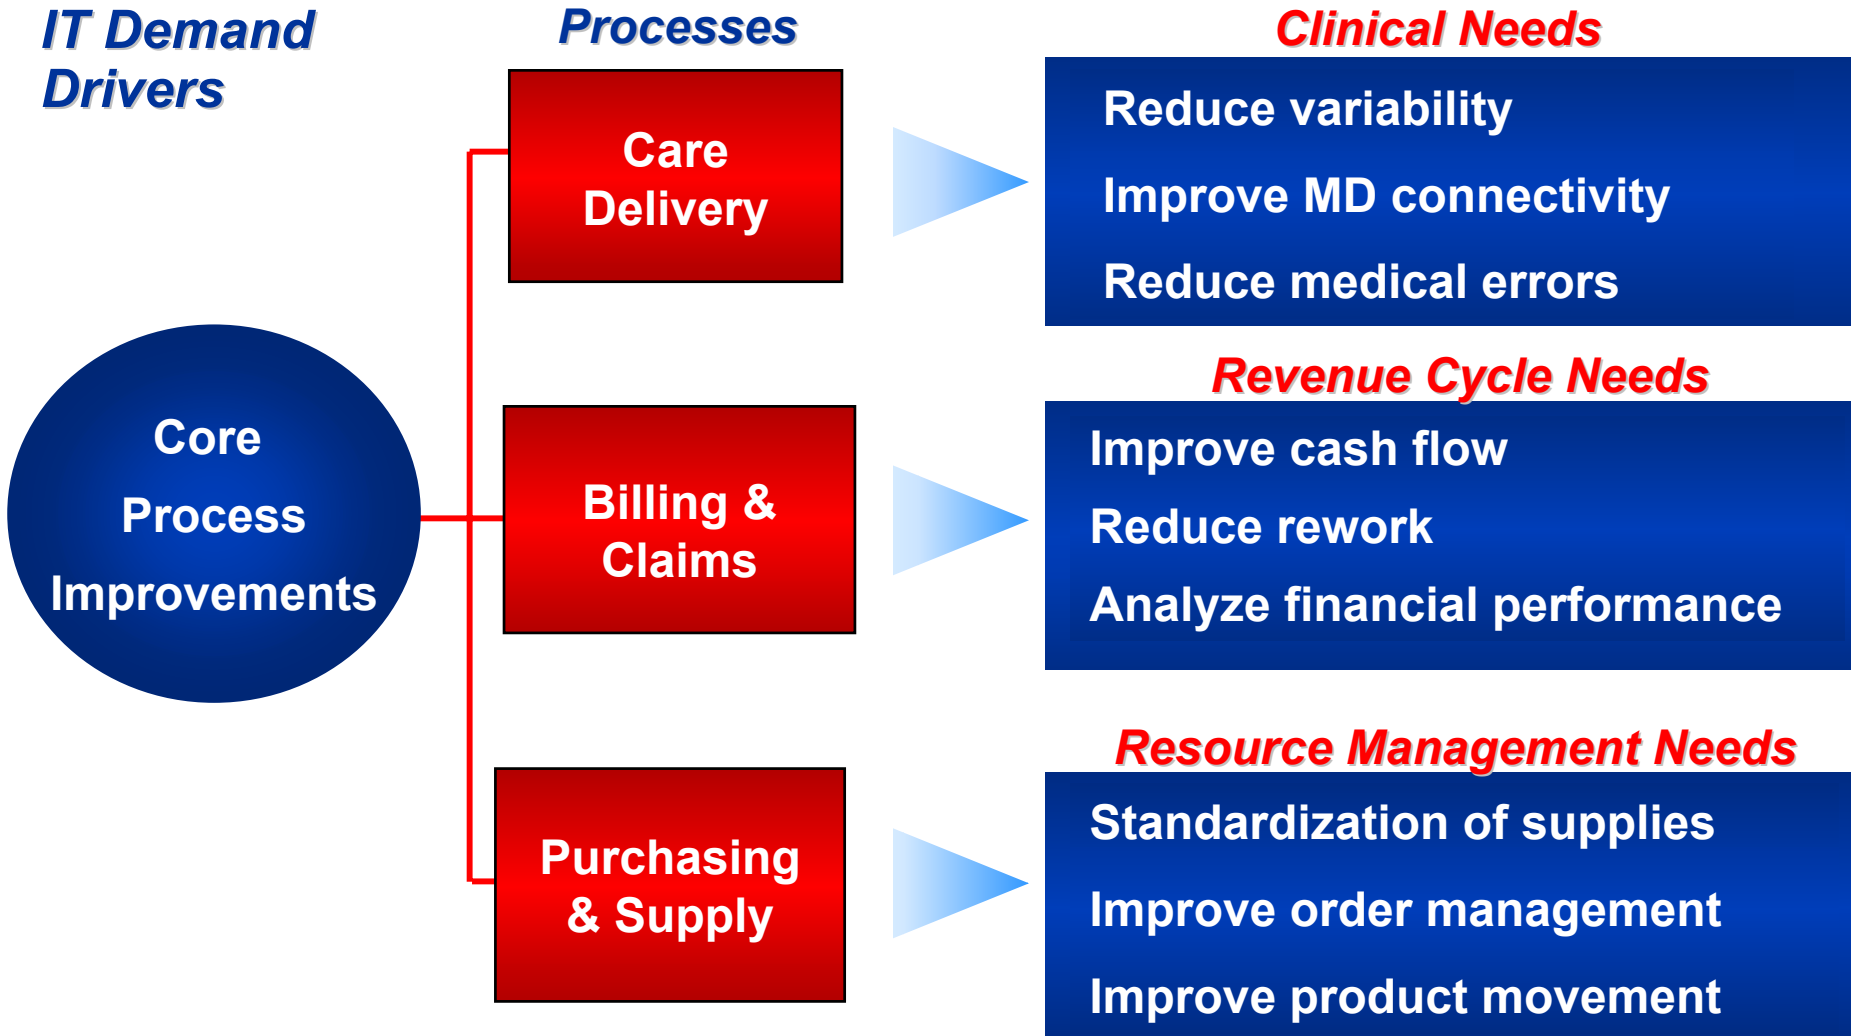 IT Demand
Drivers
Processes
Clinical Needs
Care
Delivery
Reduce variability
Improve MD connectivity
Reduce medical errors
Core
Process
Improvements
Revenue Cycle Needs
Billing &
Claims
Improve cash flow
Reduce rework
Analyze financial performance
Resource Management Needs
Purchasing
& Supply
Standardization of supplies
Improve order management
Improve product movement